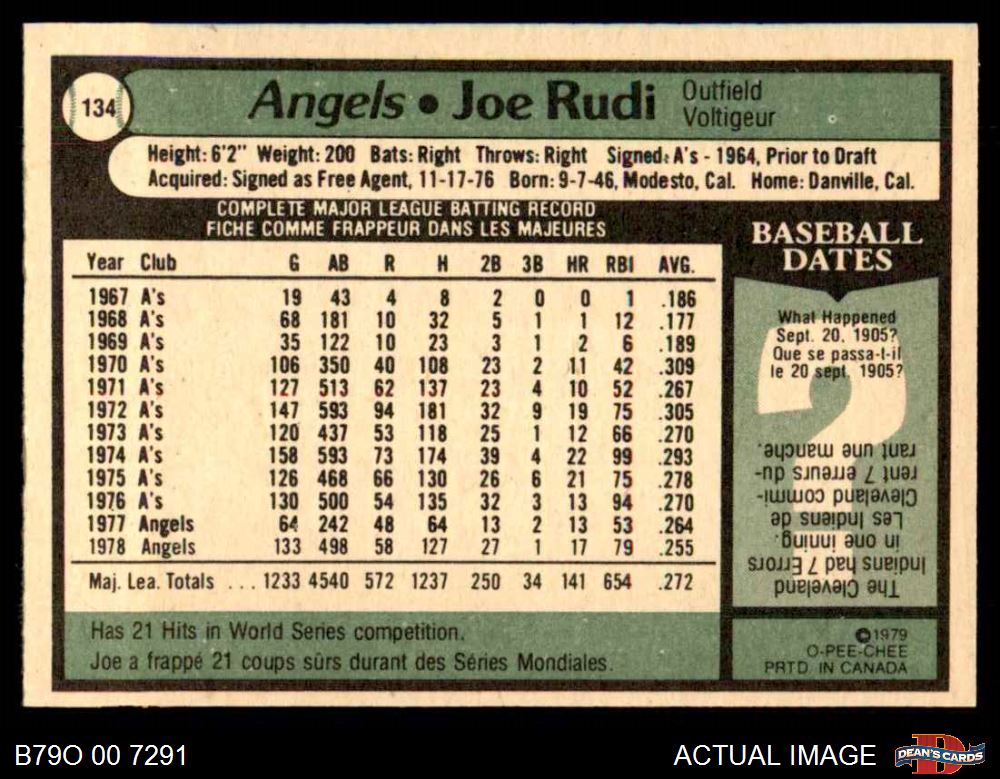 134
Angels • Joe Rudi
Outfield
Voltigeur
Height: 6'2" Weight: 200 Bats: Right Throws: Right Signed: A's - 1964, Prior to Draft
Acquired: Signed as Free Agent, 11-17-76 Born: 9-7-46, Modesto, Cal. Home: Danville, Cal.
COMPLETE MAJOR LEAGUE BATTING RECORD
FICHE COMME FRAPPEUR DANS LES MAJEURES
Year Club G AB R H 2B 3B HR RBI AVG.
1967 A's 19 43 4 8 2 0 0 1 .186
1968 A's 68 181 10 32 5 1 1 12 .177
1969 A's 35 122 10 23 3 1 2 6 .189
1970 A's 106 350 40 108 23 2 11 42 .309
1971 A's 127 513 62 137 23 4 10 52 .267
1972 A's 147 593 94 181 32 9 19 75 .305
1973 A's 120 437 53 118 25 1 12 66 .270
1974 A's 158 593 73 174 39 4 22 99 .293
1975 A's 126 468 66 130 26 6 21 75 .278
1976 A's 130 500 54 135 32 3 13 94 .270
1977 Angels 64 242 48 64 13 2 13 53 .264
1978 Angels 133 498 58 127 27 1 17 79 .255
Maj. Lea. Totals ... 1233 4540 572 1237 250 34 141 654 .272
Has 21 Hits in World Series competition.
Joe a frappé 21 coups sûrs durant des Séries Mondiales.
BASEBALL
DATES
What Happened
Sept. 20, 1905?
Que se passa-t-il
le 20 sept. 1905?
The Cleveland
Indians had 7 Errors
in one inning.
Les Indiens de
Cleveland commi-
rent 7 erreurs du-
rant une manche.
©1979
O-PEE-CHEE
PRTD. IN CANADA
B79O 00 7291
ACTUAL IMAGE
DEAN'S CARDS